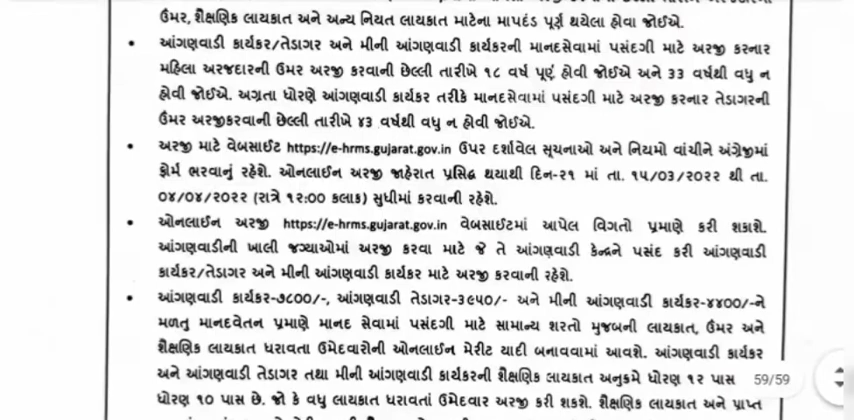 ઉંમર, શૈક્ષણિક લાયકાત અને અન્ય નિયત લાયકાત માટેના માપદંડ પૂર્ણ થયેલા હોવા જોઈએ.
• આંગણવાડી કાર્યકર/તેડાગર અને મીની આંગણવાડી કાર્યકરની માનદસેવામાં પસંદગી માટે અરજી કરનાર
મહિલા અરજદારની ઉમર અરજી કરવાની છેલ્લી તારીખે ૧૮ વર્ષ પૂર્ણ હોવી જોઈએ અને ૩૩ વર્ષથી વધુ ન
હોવી જોઈએ. અગ્રતા ધોરણે આંગણવાડી કાર્યકર તરીકે માનદસેવામાં પસંદગી માટે અરજી કરનાર તેડાગરની
ઉંમર અરજીકરવાની છેલ્લી તારીખે ૪૩ વર્ષથી વધુ ન હોવી જોઈએ.
• અરજી માટે વેબસાઈટ https://e-hrms.gujarat.gov.in ઉપર દર્શાવેલ સૂચનાઓ અને નિયમો વાંચીને અંગ્રેજીમાં
ફોર્મ ભરવાનું રહેશે. ઓનલાઈન અરજી જાહેરાત પ્રસિદ્ધ થયાથી દિન-૨૧ માં તા. ૧૫/૦૩/૨૦૨૨ થી તા.
૦૪/૦૪/૨૦૨૨ (રાત્રે ૧૨:૦૦ કલાક) સુધીમાં કરવાની રહેશે.
• ઓનલાઈન અરજી https://e-hrms.gujarat.gov.in વેબસાઈટમાં આપેલ વિગતો પ્રમાણે કરી શકાશે.
આંગણવાડીની ખાલી જગ્યાઓમાં અરજી કરવા માટે જે તે આંગણવાડી કેન્દ્રને પસંદ કરી આંગણવાડી
કાર્યકર/તેડાગર અને મીની આંગણવાડી કાર્યકર માટે અરજી કરવાની રહેશે.
• આંગણવાડી કાર્યકર-૭૮૦૦/-, આંગણવાડી તેડાગર-૩૯૫૦/- અને મીની આંગણવાડી કાર્યકર-૪૪૦૦/-ને
મળતુ માનદવેતન પ્રમાણે માનદ સેવામાં પસંદગી માટે સામાન્ય શરતો મુજબની લાયકાત, ઉંમર અને
શૈક્ષણિક લાયકાત ધરાવતા ઉમેદવારોની ઓનલાઈન મેરીટ યાદી બનાવવામાં આવશે. આંગણવાડી કાર્યકર
અને આંગણવાડી તેડાગર તથા મીની આંગણવાડી કાર્યકરની શૈક્ષણિક લાયકાત અનુક્રમે ધોરણ ૧૨ પાસ
59/59
ધોરણ ૧૦ પાસ છે. જો કે વધુ લાયકાત ધરાવતાં ઉમેદવાર અરજી કરી શકશે. શૈક્ષણિક લાયકાત અને પ્રાપ્ત